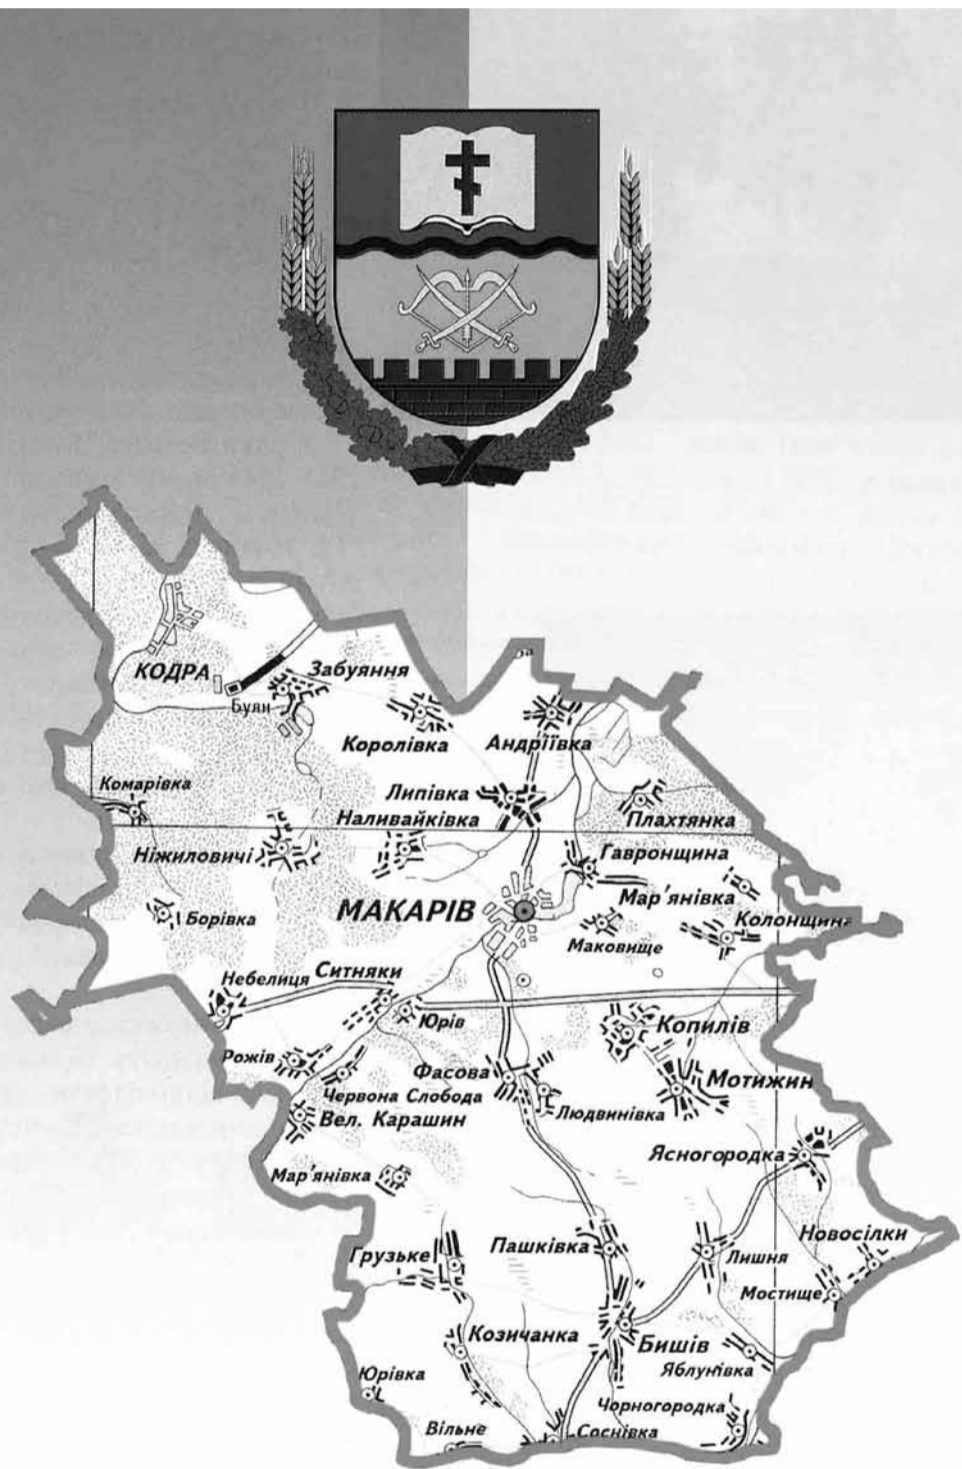 КОДРА
Забуяння
Буян
Королівка
Андріївка
Комарівка
Липівка
Наливайківка
Плахтянка
Ніжиловичі
Гавронщина
Мар'янівка
МАКАРІВ
Борівка
Колонщина
Маковище
Небелиця
Ситняки
Юрів
Копилів
Рожів
Фасова
Мотижин
Червона Слобода
Людвинівка
Вел. Карашин
Ясногородка
Мар'янівка
Новосілки
Грузьке
Пашківка
Лишня
Мостище
Козичанка
Бишів
Яблунівка
Юрівка
Чорногородка
Вільне
Соснівка